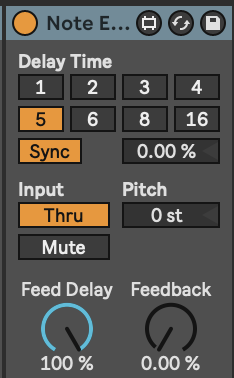 Note E...
Delay Time
1 2 3 4
5 6 8 16
Sync 0.00 %
Input Pitch
Thru 0 st
Mute
Feed Delay Feedback
100 % 0.00 %